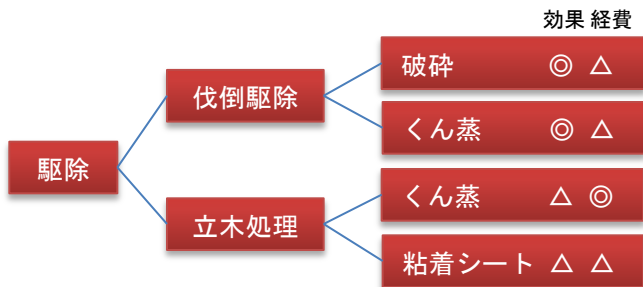 効果 経費
破砕 ◎ △
伐倒駆除
くん蒸 ◎ △
駆除
くん蒸 △ ◎
立木処理
粘着シート △ △